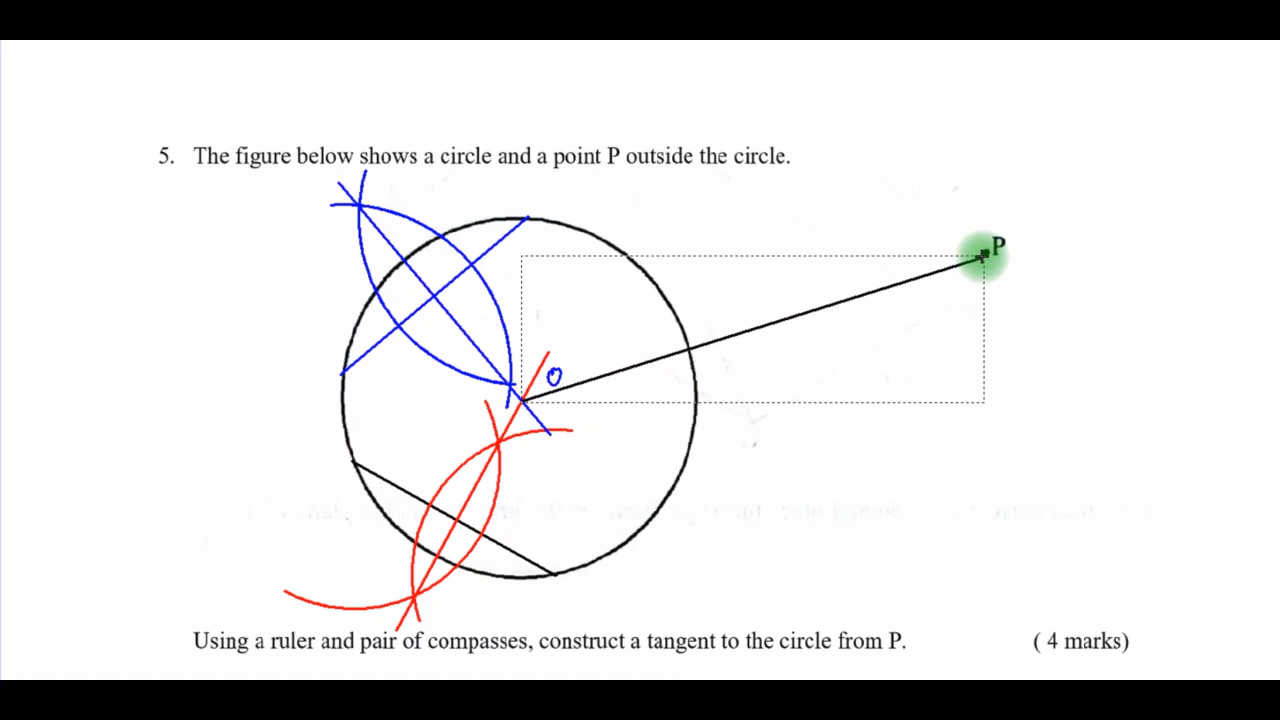 5. The figure below shows a circle and a point P outside the circle.
P
O
Using a ruler and pair of compasses, construct a tangent to the circle from P. ( 4 marks)